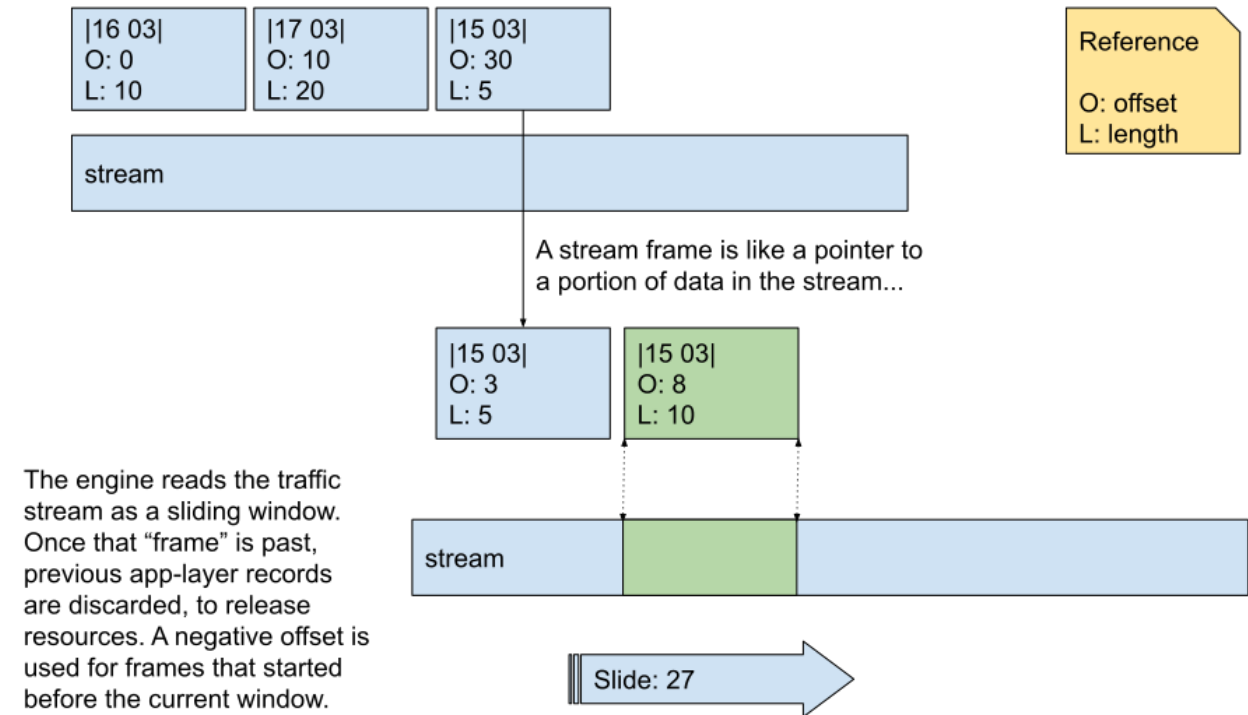 |16 03|
O: 0
L: 10
|17 03|
O: 10
L: 20
|15 03|
O: 30
L: 5
Reference
O: offset
L: length
stream
A stream frame is like a pointer to
a portion of data in the stream...
|15 03|
O: 3
L: 5
|15 03|
O: 8
L: 10
The engine reads the traffic
stream as a sliding window.
Once that “frame” is past,
previous app-layer records
are discarded, to release
resources. A negative offset is
used for frames that started
before the current window.
stream
Slide: 27